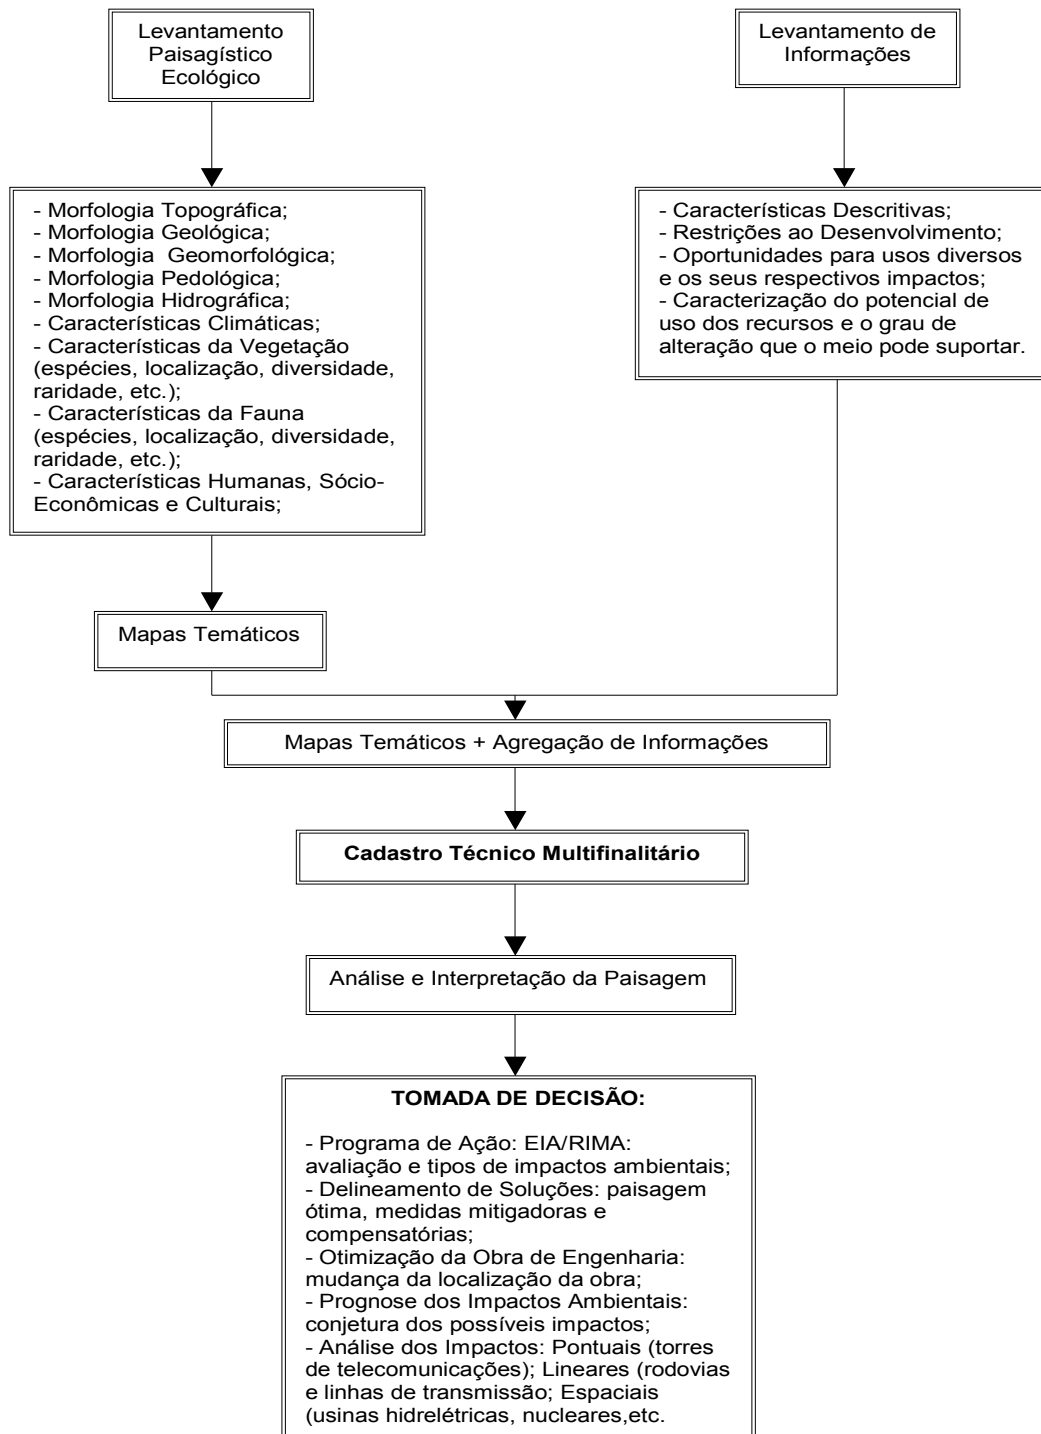 Levantamento
Paisagístico
Ecológico
Levantamento de
Informações
- Morfologia Topográfica;
- Morfologia Geológica;
- Morfologia  Geomorfológica;
- Morfologia Pedológica;
- Morfologia Hidrográfica;
- Características Climáticas;
- Características da Vegetação
(espécies, localização, diversidade,
raridade, etc.);
- Características da Fauna
(espécies, localização, diversidade,
raridade, etc.);
- Características Humanas, Sócio-
Econômicas e Culturais;
- Características Descritivas;
- Restrições ao Desenvolvimento;
- Oportunidades para usos diversos
e os seus respectivos impactos;
- Caracterização do potencial de
uso dos recursos e o grau de
alteração que o meio pode suportar.
Mapas Temáticos
Mapas Temáticos + Agregação de Informações
Cadastro Técnico Multifinalitário
Análise e Interpretação da Paisagem
TOMADA DE DECISÃO:
- Programa de Ação: EIA/RIMA:
avaliação e tipos de impactos ambientais;
- Delineamento de Soluções: paisagem
ótima, medidas mitigadoras e
compensatórias;
- Otimização da Obra de Engenharia:
mudança da localização da obra;
- Prognose dos Impactos Ambientais:
conjetura dos possíveis impactos;
- Análise dos Impactos: Pontuais (torres
de telecomunicações); Lineares (rodovias
e linhas de transmissão; Espaciais
(usinas hidrelétricas, nucleares,etc.